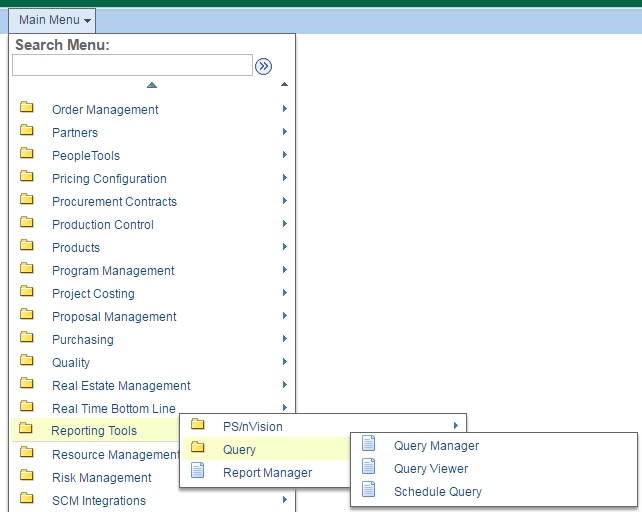 Main Menu
Search Menu:
Order Management
Partners
PeopleTools
Pricing Configuration
Procurement Contracts
Production Control
Products
Program Management
Project Costing
Proposal Management
Purchasing
Quality
Real Estate Management
Real Time Bottom Line
Reporting Tools
Resource Management
Risk Management
SCM Integrations
PS/nVision
Query
Report Manager
Query Manager
Query Viewer
Schedule Query